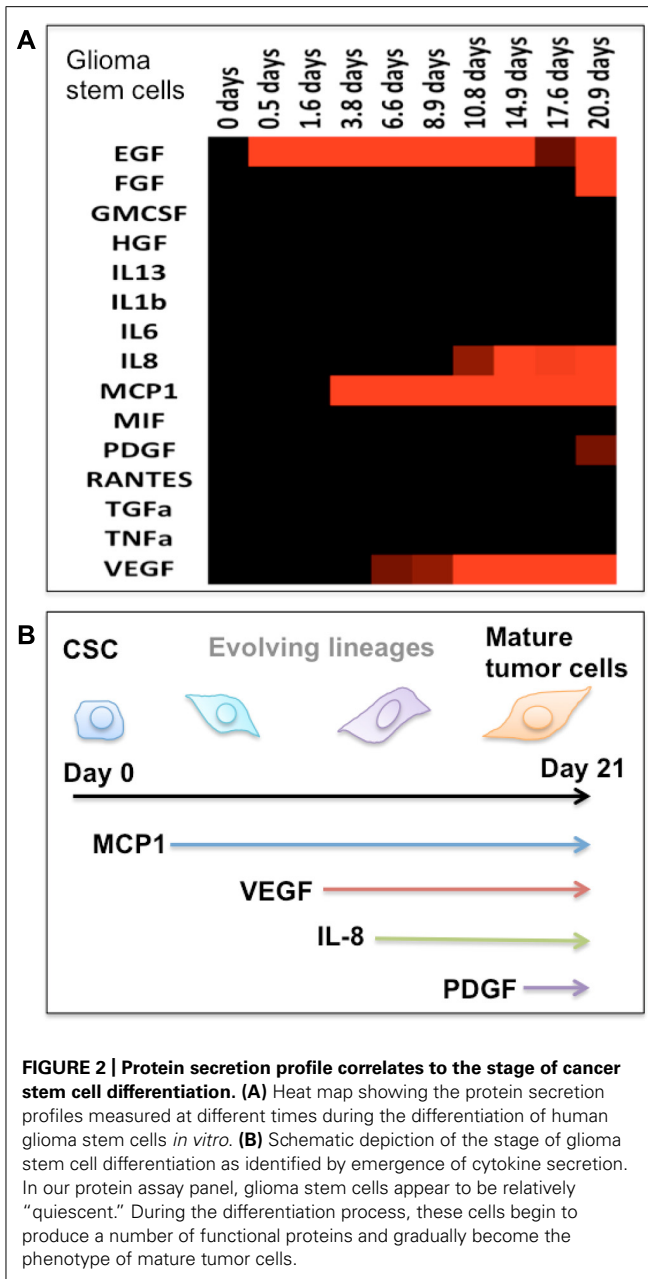 A
Glioma
stem cells
0 days
0.5 days
1.6 days
3.8 days
6.6 days
8.9 days
10.8 days
14.9 days
17.6 days
20.9 days
EGF
FGF
GMCSF
HGF
IL13
IL1b
IL6
IL8
MCP1
MIF
PDGF
RANTES
TGFa
TNFa
VEGF
B
CSC
Evolving lineages
Mature
tumor cells
Day 0
Day 21
MCP1
VEGF
IL-8
PDGF
FIGURE 2 | Protein secretion profile correlates to the stage of cancer
stem cell differentiation. (A) Heat map showing the protein secretion
profiles measured at different times during the differentiation of human
glioma stem cells in vitro. (B) Schematic depiction of the stage of glioma
stem cell differentiation as identified by emergence of cytokine secretion.
In our protein assay panel, glioma stem cells appear to be relatively
“quiescent.” During the differentiation process, these cells begin to
produce a number of functional proteins and gradually become the
phenotype of mature tumor cells.